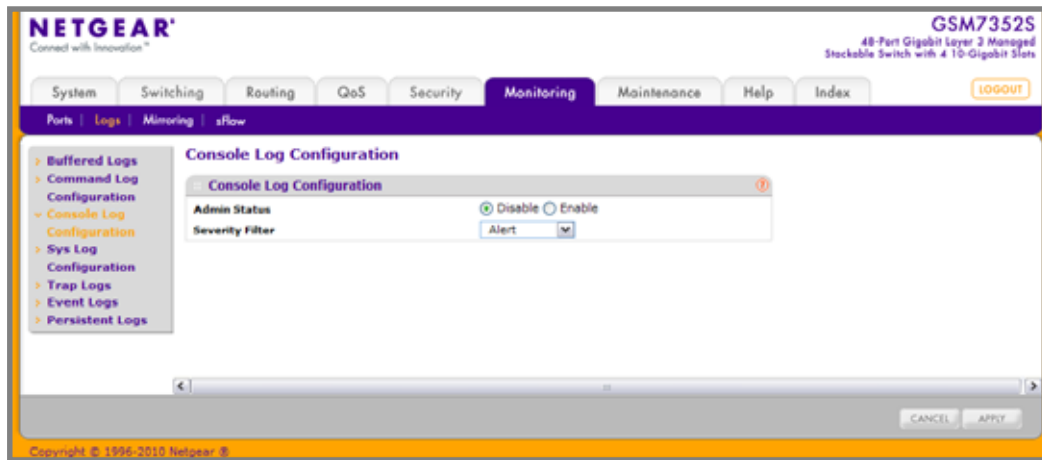 NETGEAR®
Connect with Innovation™
GSM7352S
48-Port Gigabit Layer 3 Managed
Stackable Switch with 4 10-Gigabit Slots
System Switching Routing QoS Security Monitoring Maintenance Help Index LOGOUT
Ports | Logs | Mirroring | sFlow
Buffered Logs
Command Log
Configuration
Console Log
Configuration
Sys Log
Configuration
Trap Logs
Event Logs
Persistent Logs
Console Log Configuration
Console Log Configuration ?
Admin Status Disable Enable
Severity Filter Alert
CANCEL APPLY
Copyright © 1996-2010 Netgear ®